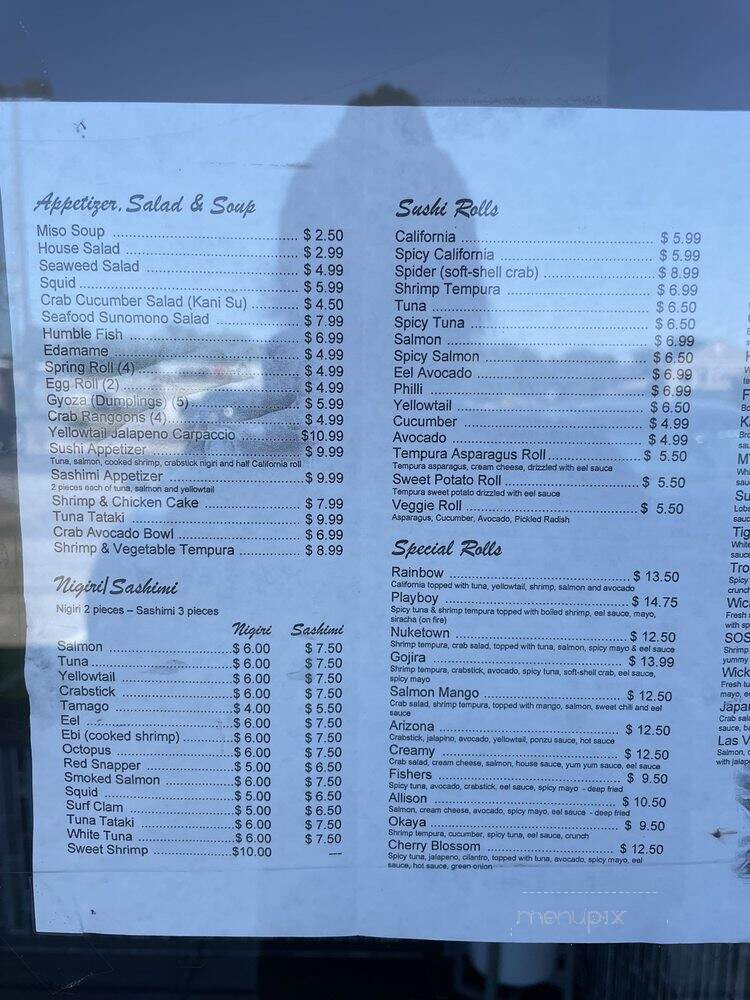 Appetizer, Salad & Soup
Miso Soup $ 2.50
House Salad $ 2.99
Seaweed Salad $ 4.99
Squid $ 5.99
Crab Cucumber Salad (Kani Su) $ 4.50
Seafood Sunomono Salad $ 7.99
Humble Fish $ 6.99
Edamame $ 4.99
Spring Roll (4) $ 4.99
Egg Roll (2) $ 4.99
Gyoza (Dumplings) (5) $ 5.99
Crab Rangoons (4) $ 4.99
Yellowtail Jalapeno Carpaccio $10.99
Sushi Appetizer $ 9.99
Tuna, salmon, cooked shrimp, crabstick nigiri and half California roll
Sashimi Appetizer $ 9.99
2 pieces each of tuna, salmon and yellowtail
Shrimp & Chicken Cake $ 7.99
Tuna Tataki $ 9.99
Crab Avocado Bowl $ 6.99
Shrimp & Vegetable Tempura $ 8.99
Nigiri/Sashimi
Nigiri 2 pieces – Sashimi 3 pieces
Nigiri Sashimi
Salmon $ 6.00 $ 7.50
Tuna $ 6.00 $ 7.50
Yellowtail $ 6.00 $ 7.50
Crabstick $ 6.00 $ 7.50
Tamago $ 4.00 $ 5.50
Eel $ 6.00 $ 7.50
Ebi (cooked shrimp) $ 6.00 $ 7.50
Octopus $ 6.00 $ 7.50
Red Snapper $ 5.00 $ 6.50
Smoked Salmon $ 6.00 $ 7.50
Squid $ 5.00 $ 6.50
Surf Clam $ 5.00 $ 6.50
Tuna Tataki $ 6.00 $ 7.50
White Tuna $ 6.00 $ 7.50
Sweet Shrimp $10.00 ---
Sushi Rolls
California $ 5.99
Spicy California $ 5.99
Spider (soft-shell crab) $ 8.99
Shrimp Tempura $ 6.99
Tuna $ 6.50
Spicy Tuna $ 6.50
Salmon $ 6.99
Spicy Salmon $ 6.50
Eel Avocado $ 6.99
Philli $ 6.99
Yellowtail $ 6.50
Cucumber $ 4.99
Avocado $ 4.99
Tempura Asparagus Roll $ 5.50
Tempura asparagus, cream cheese, drizzled with eel sauce
Sweet Potato Roll $ 5.50
Tempura sweet potato drizzled with eel sauce
Veggie Roll $ 5.50
Asparagus, Cucumber, Avocado, Pickled Radish
Special Rolls
Rainbow $ 13.50
California topped with tuna, yellowtail, shrimp, salmon and avocado
Playboy $ 14.75
Spicy tuna & shrimp tempura topped with boiled shrimp, eel sauce, mayo,
siracha (on fire)
Nuketown $ 12.50
Shrimp tempura, crab salad, topped with tuna, salmon, spicy mayo & eel sauce
Gojira $ 13.99
Shrimp tempura, crabstick, avocado, spicy tuna, soft-shell crab, eel sauce,
spicy mayo
Salmon Mango $ 12.50
Crab salad, shrimp tempura, topped with mango, salmon, sweet chili and eel
sauce
Arizona $ 12.50
Crabstick, jalapino, avocado, yellowtail, ponzu sauce, hot sauce
Creamy $ 12.50
Crab salad, cream cheese, salmon, house sauce, yum yum sauce, eel sauce
Fishers $ 9.50
Spicy tuna, avocado, crabstick, eel sauce, spicy mayo - deep fried
Allison $ 10.50
Salmon, cream cheese, avocado, spicy mayo, eel sauce - deep fried
Okaya $ 9.50
Shrimp tempura, cucumber, spicy tuna, eel sauce, crunch
Cherry Blossom $ 12.50
Spicy tuna, jalapeno, cilantro, topped with tuna, avocado, spicy mayo, eel
sauce, hot sauce, green onion
menupix